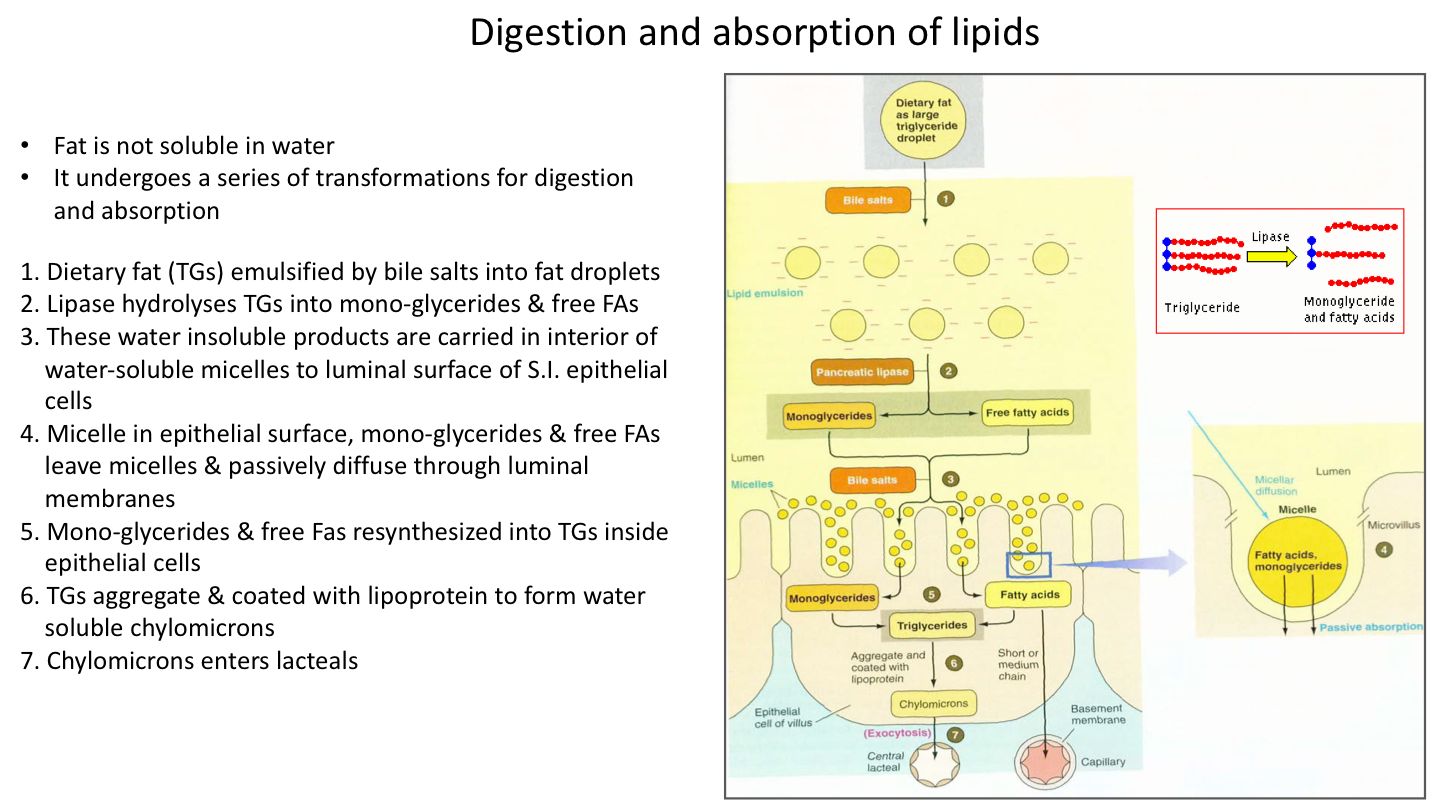 Digestion and absorption of lipids
• Fat is not soluble in water
• It undergoes a series of transformations for digestion
and absorption
1. Dietary fat (TGs) emulsified by bile salts into fat droplets
2. Lipase hydrolyses TGs into mono-glycerides & free FAs
3. These water insoluble products are carried in interior of
water-soluble micelles to luminal surface of S.I. epithelial
cells
4. Micelle in epithelial surface, mono-glycerides & free FAs
leave micelles & passively diffuse through luminal
membranes
5. Mono-glycerides & free Fas resynthesized into TGs inside
epithelial cells
6. TGs aggregate & coated with lipoprotein to form water
soluble chylomicrons
7. Chylomicrons enters lacteals
Dietary fat
as large
triglyceride
droplet
Bile salts
1
Lipid emulsion
Pancreatic lipase
2
Monoglycerides
Free fatty acids
Lumen
Bile salts
3
Micelles
Monoglycerides
5
Fatty acids
Triglycerides
Aggregate and
coated with
lipoprotein
6
Short or
medium
chain
Chylomicrons
Epithelial
cell of villus
Basement
membrane
(Exocytosis)
7
Central
lacteal
Capillary
Lipase
Triglyceride
Monoglyceride
and fatty acids
Lumen
Micellar
diffusion
Micelle
Microvillus
4
Fatty acids,
monoglycerides
Passive absorption